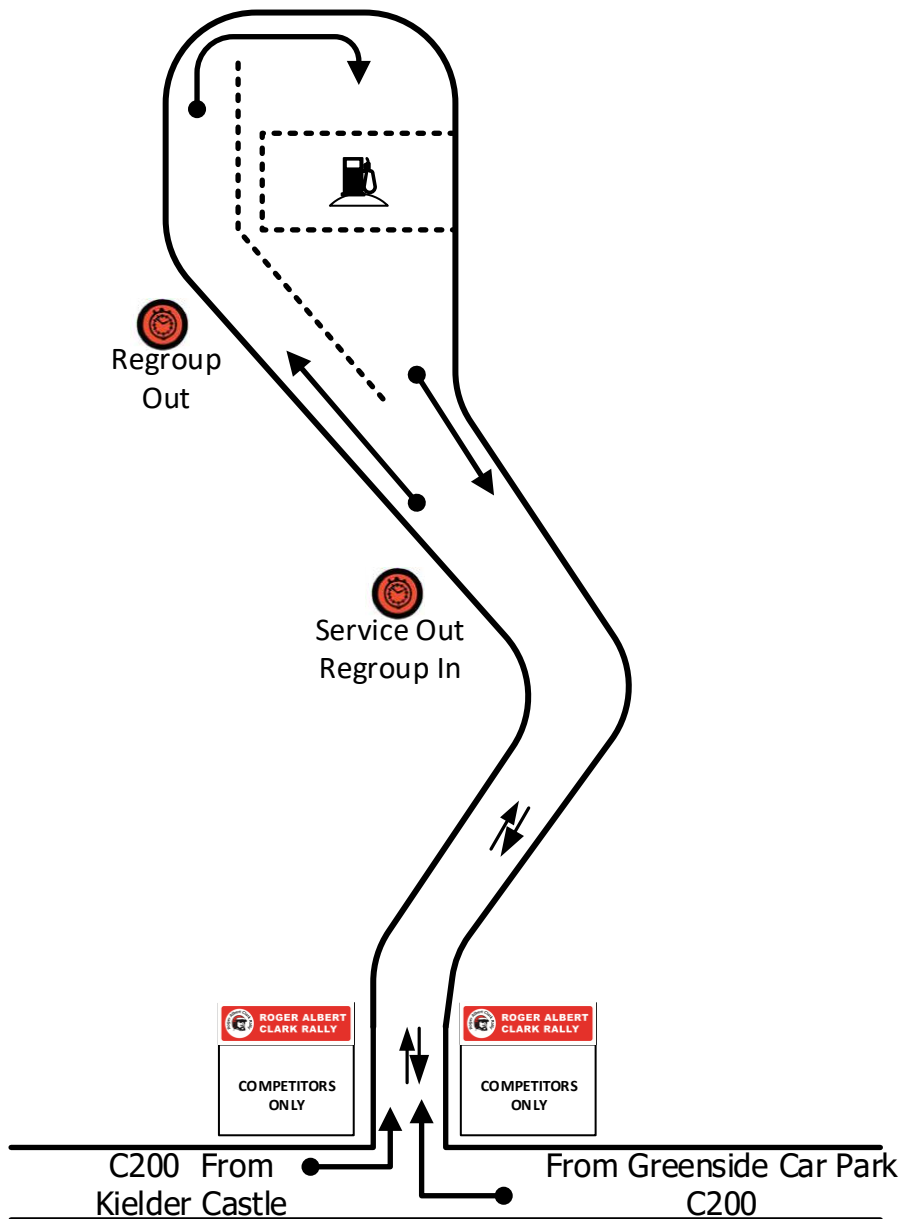 Regroup
Out
Service Out
Regroup In
ROGER ALBERT
CLARK RALLY
COMPETITORS
ONLY
ROGER ALBERT
CLARK RALLY
COMPETITORS
ONLY
C200 From
Kielder Castle
From Greenside Car Park
C200